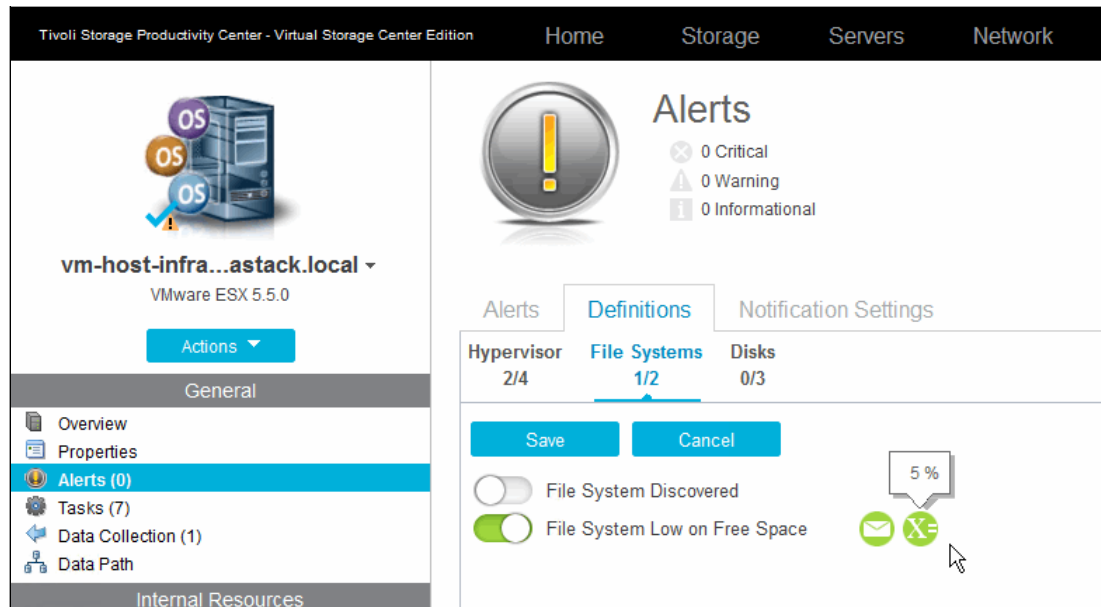 Tivoli Storage Productivity Center - Virtual Storage Center Edition
Home Storage Servers Network
OS
OS
OS
vm-host-infra...astack.local
VMware ESX 5.5.0
Actions
General
Overview
Properties
Alerts (0)
Tasks (7)
Data Collection (1)
Data Path
Internal Resources
Alerts
0 Critical
0 Warning
0 Informational
Alerts Definitions Notification Settings
Hypervisor File Systems Disks
2/4 1/2 0/3
Save Cancel
5 %
File System Discovered
File System Low on Free Space X=